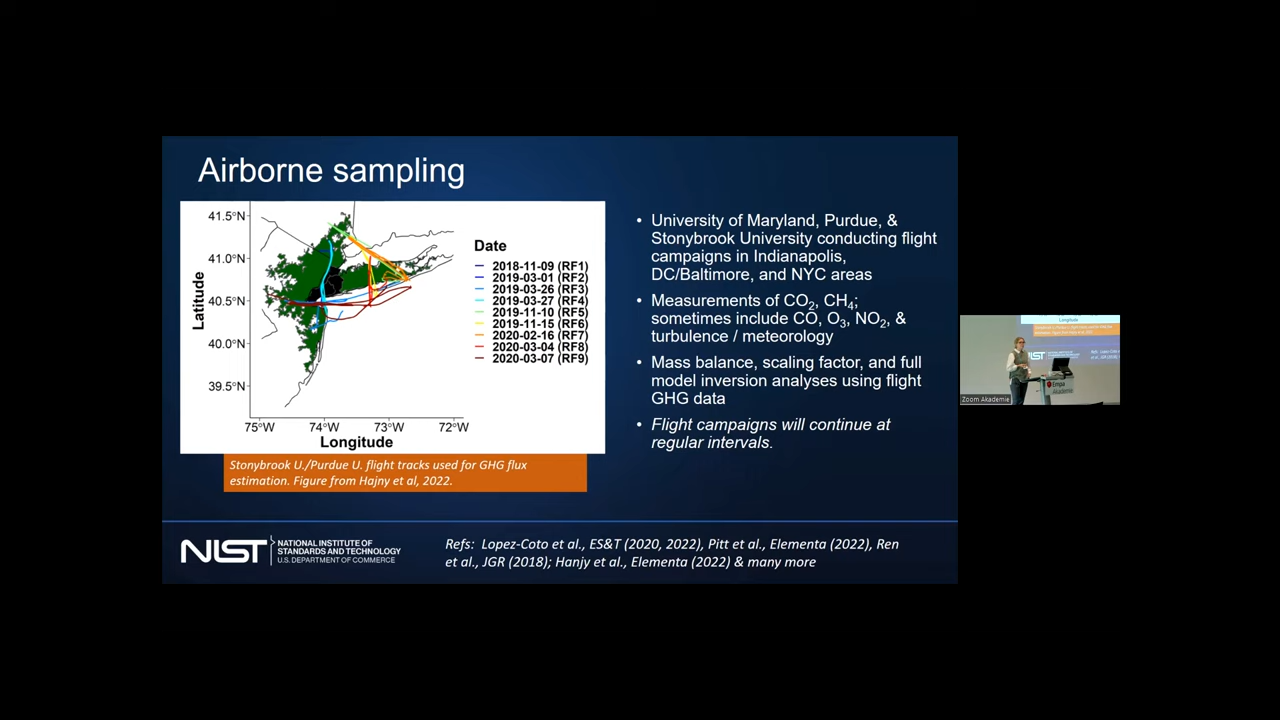 Airborne sampling
41.5°N
41.0°N
40.5°N
40.0°N
39.5°N
Latitude
75°W 74°W 73°W 72°W
Longitude
Date
2018-11-09 (RF1)
2019-03-01 (RF2)
2019-03-26 (RF3)
2019-03-27 (RF4)
2019-11-10 (RF5)
2019-11-15 (RF6)
2020-02-16 (RF7)
2020-03-04 (RF8)
2020-03-07 (RF9)
Stonybrook U./Purdue U. flight tracks used for GHG flux
estimation. Figure from Hajny et al, 2022.
• University of Maryland, Purdue, &
Stonybrook University conducting flight
campaigns in Indianapolis,
DC/Baltimore, and NYC areas
• Measurements of CO₂, CH₄;
sometimes include CO, O₃, NO₂, &
turbulence / meteorology
• Mass balance, scaling factor, and full
model inversion analyses using flight
GHG data
• Flight campaigns will continue at
regular intervals.
NIST
NATIONAL INSTITUTE OF
STANDARDS AND TECHNOLOGY
U.S. DEPARTMENT OF COMMERCE
Refs: Lopez-Coto et al., ES&T (2020, 2022), Pitt et al., Elementa (2022), Ren
et al., JGR (2018); Hanjy et al., Elementa (2022) & many more
Empa
Akademie
Zoom Akademie